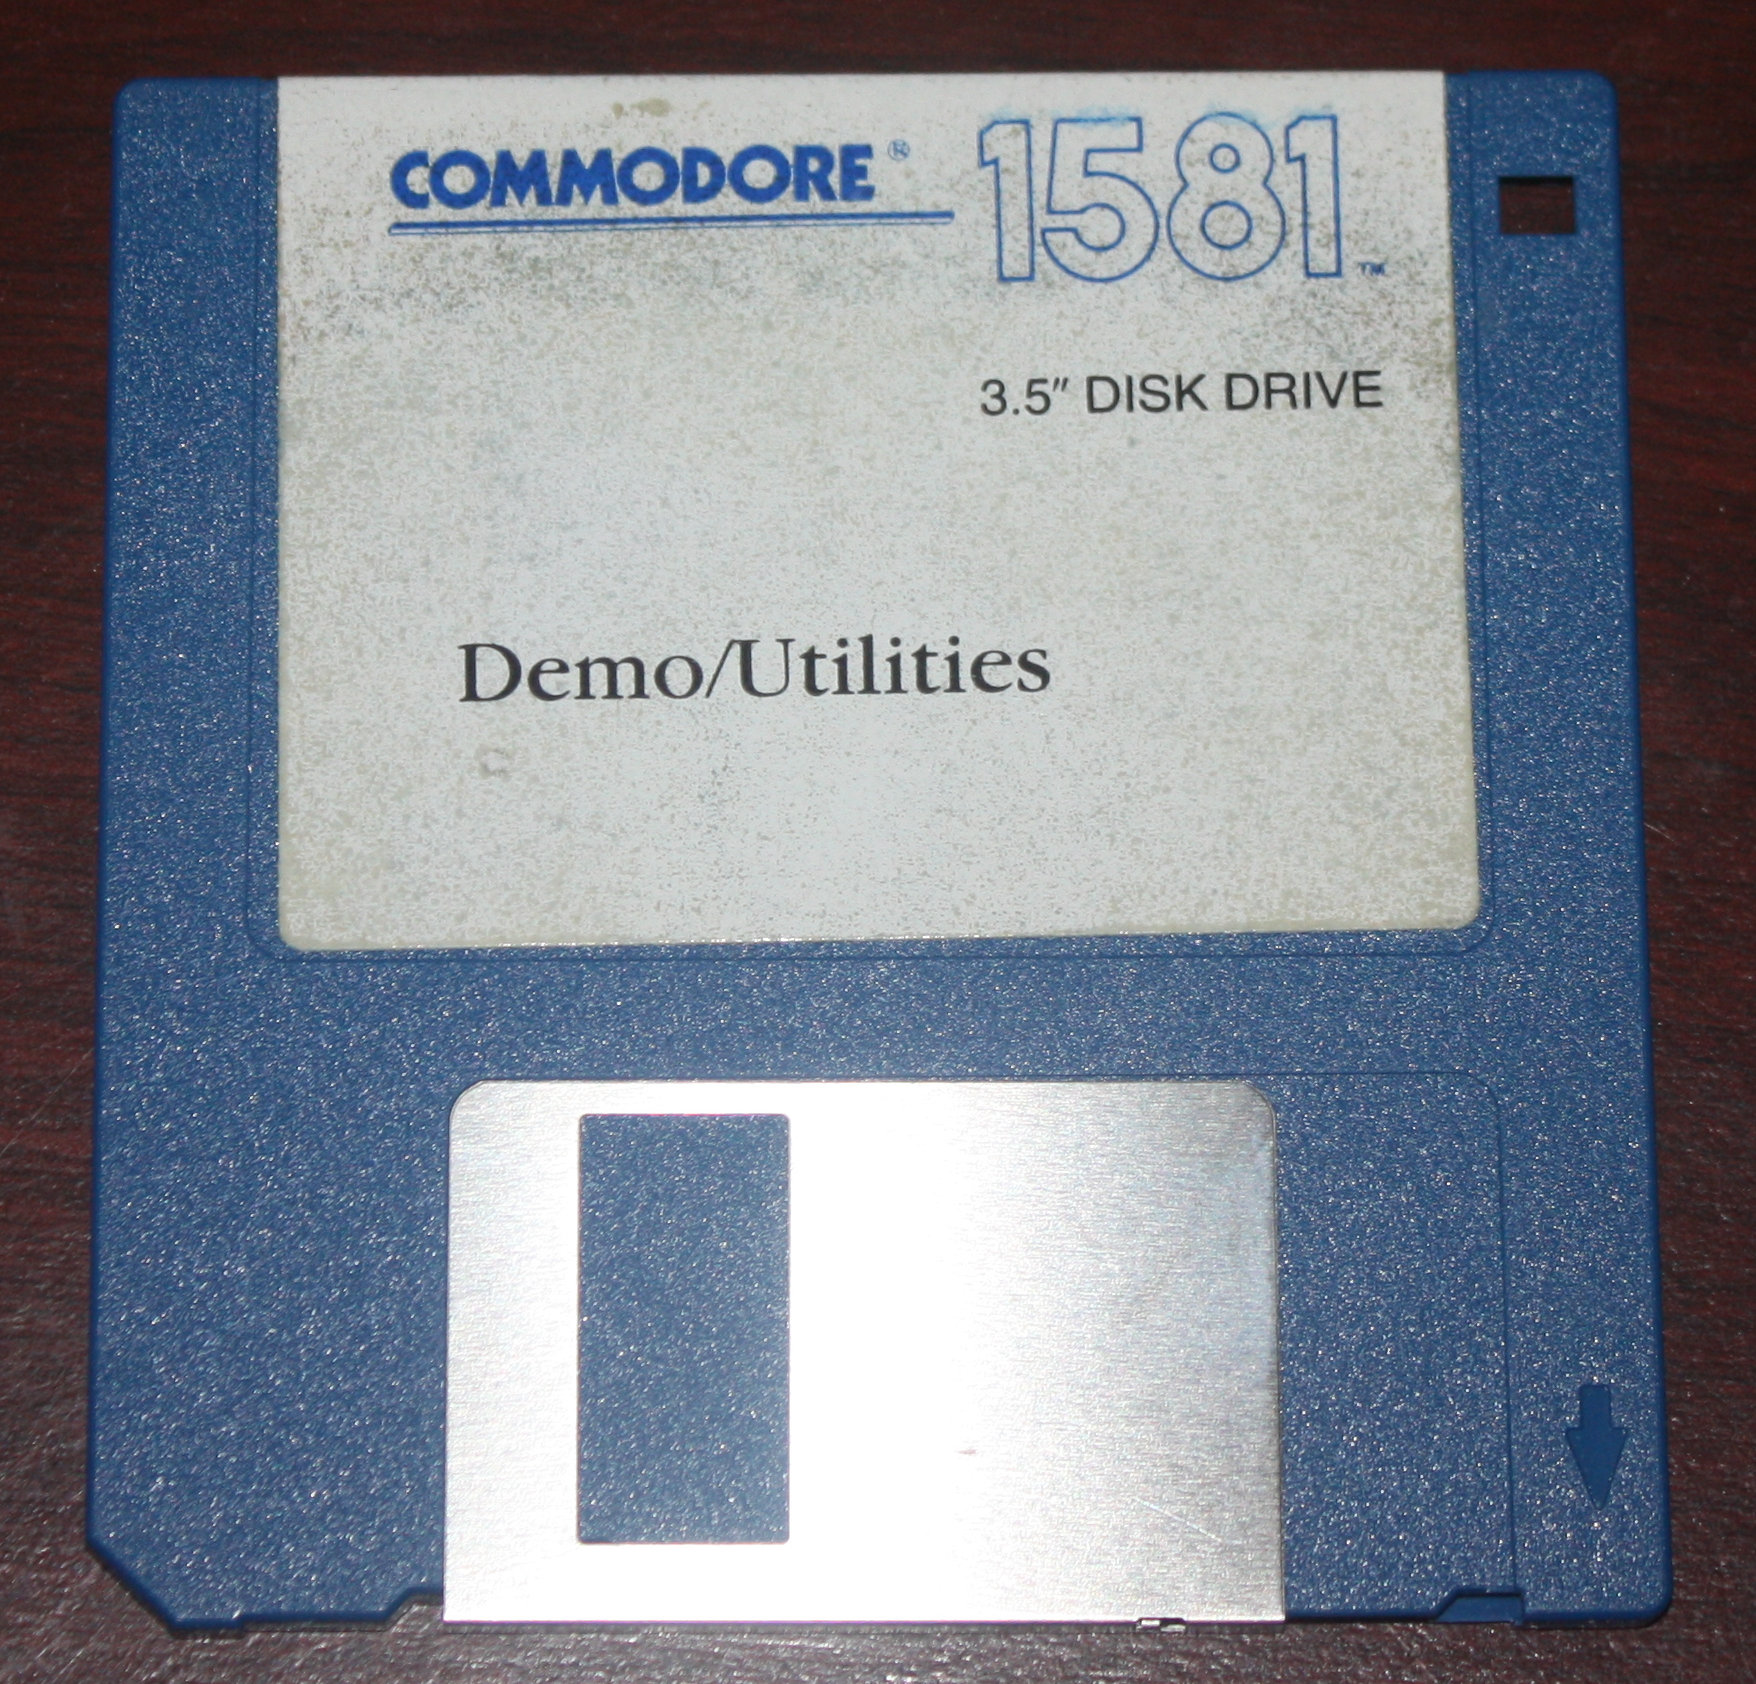 COMMODORE® 1581™
3.5" DISK DRIVE
Demo/Utilities